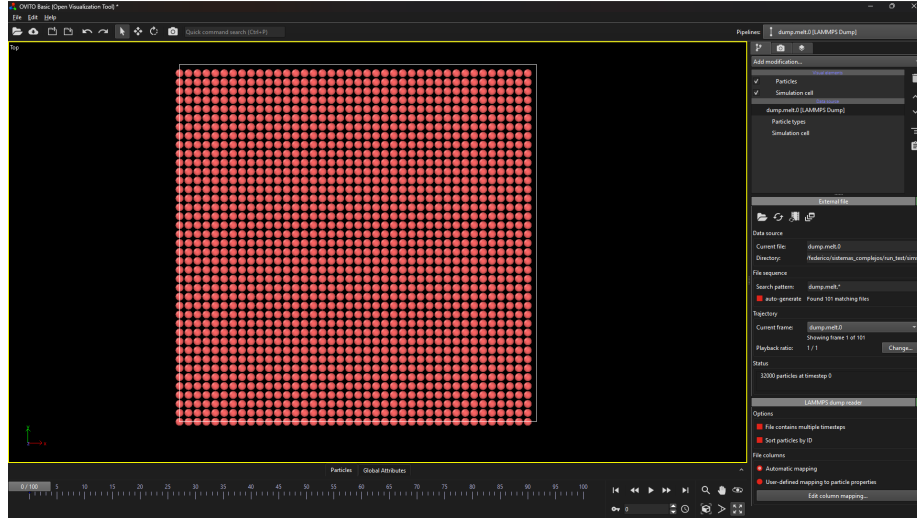 OVITO Basic (Open Visualization Tool) *
File Edit Help
Quick command search (Ctrl+P)
Pipelines: dump.melt.0 [LAMMPS Dump]
Top
Add modification...
Visual elements
Particles
Simulation cell
Data source
dump.melt.0 [LAMMPS Dump]
Particle types
Simulation cell
External file
Data source
Current file: dump.melt.0
Directory: /federico/sistemas_complejos/run_test/sim
File sequence
Search pattern: dump.melt.*
auto-generate Found 101 matching files
Trajectory
Current frame: dump.melt.0
Showing frame 1 of 101
Playback ratio: 1 / 1 Change...
Status
32000 particles at timestep 0
LAMMPS dump reader
Options
File contains multiple timesteps
Sort particles by ID
File columns
Automatic mapping
User-defined mapping to particle properties
Edit column mapping...
y
x
Particles Global Attributes
0 / 100 5 10 15 20 25 30 35 40 45 50 55 60 65 70 75 80 85 90 95 100
0